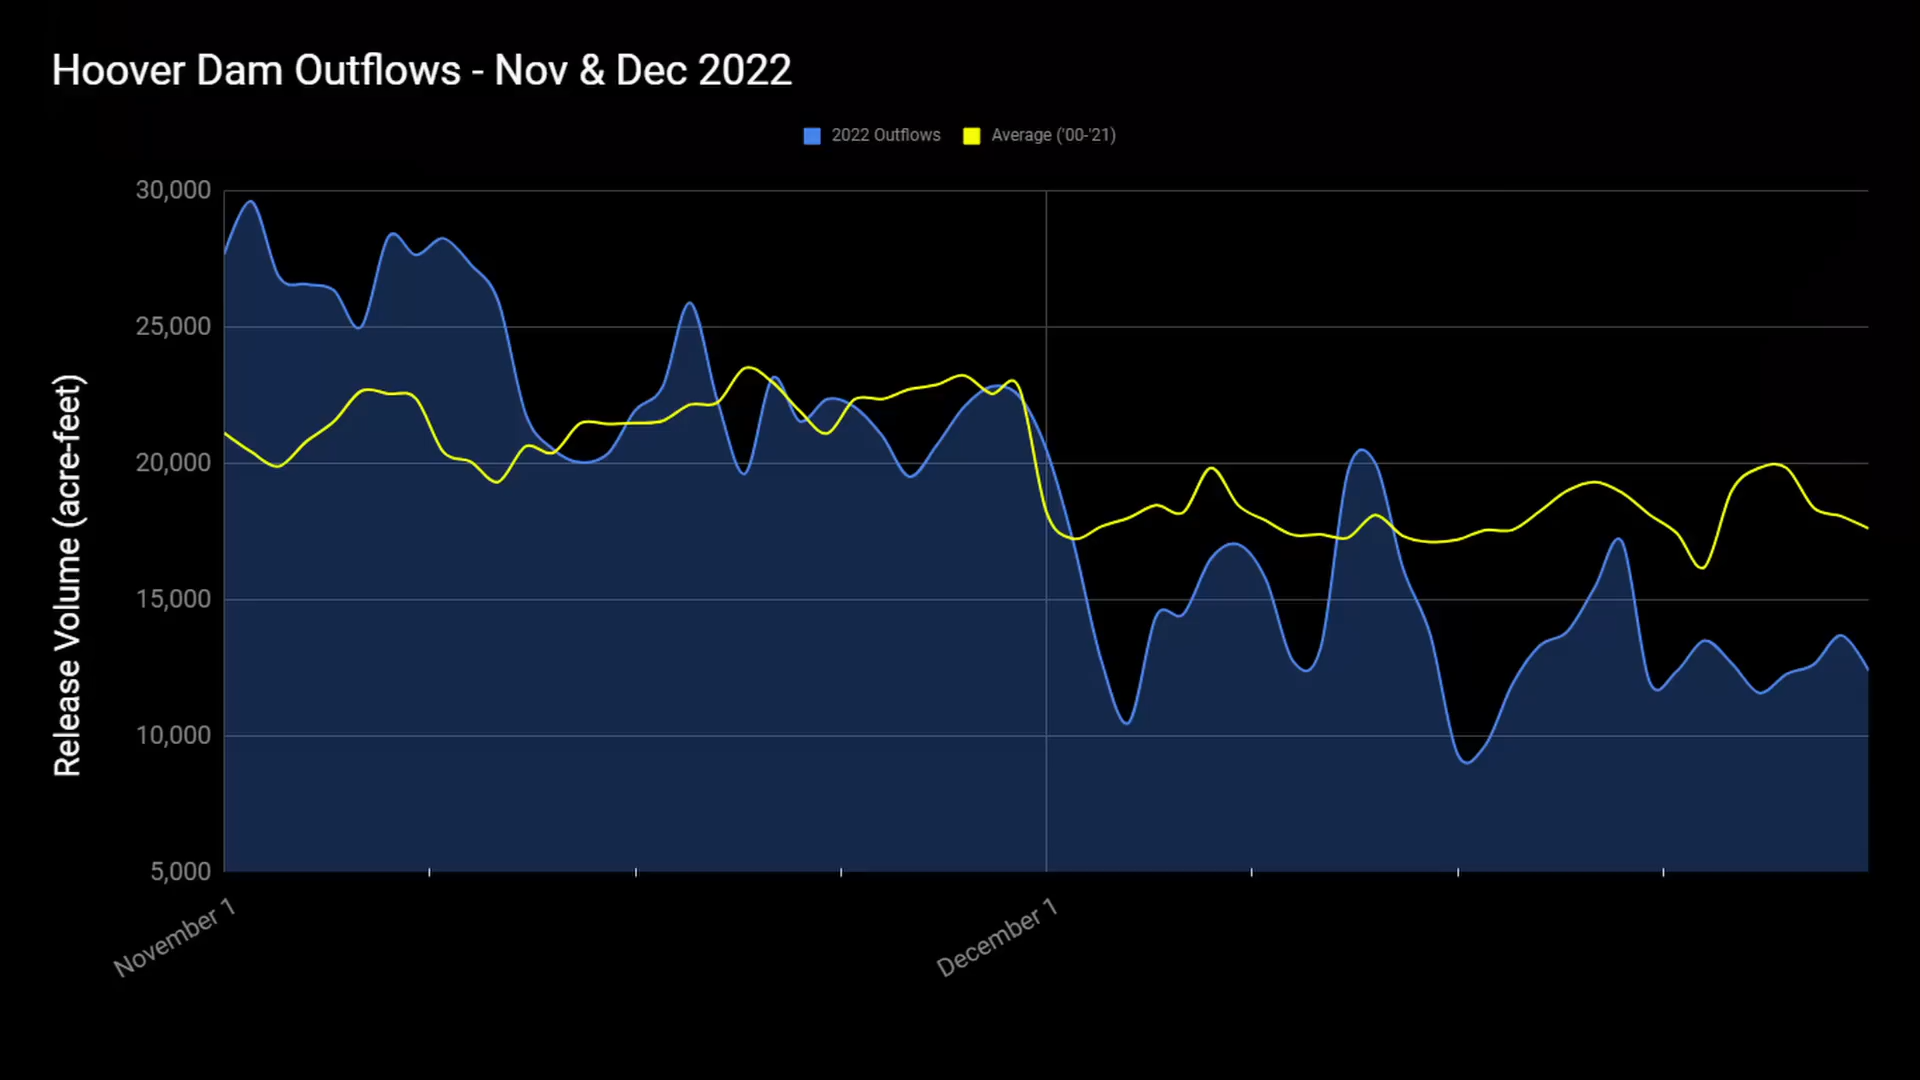 Hoover Dam Outflows - Nov & Dec 2022
2022 Outflows
Average ('00-'21)
Release Volume (acre-feet)
30,000
25,000
20,000
15,000
10,000
5,000
November 1
December 1